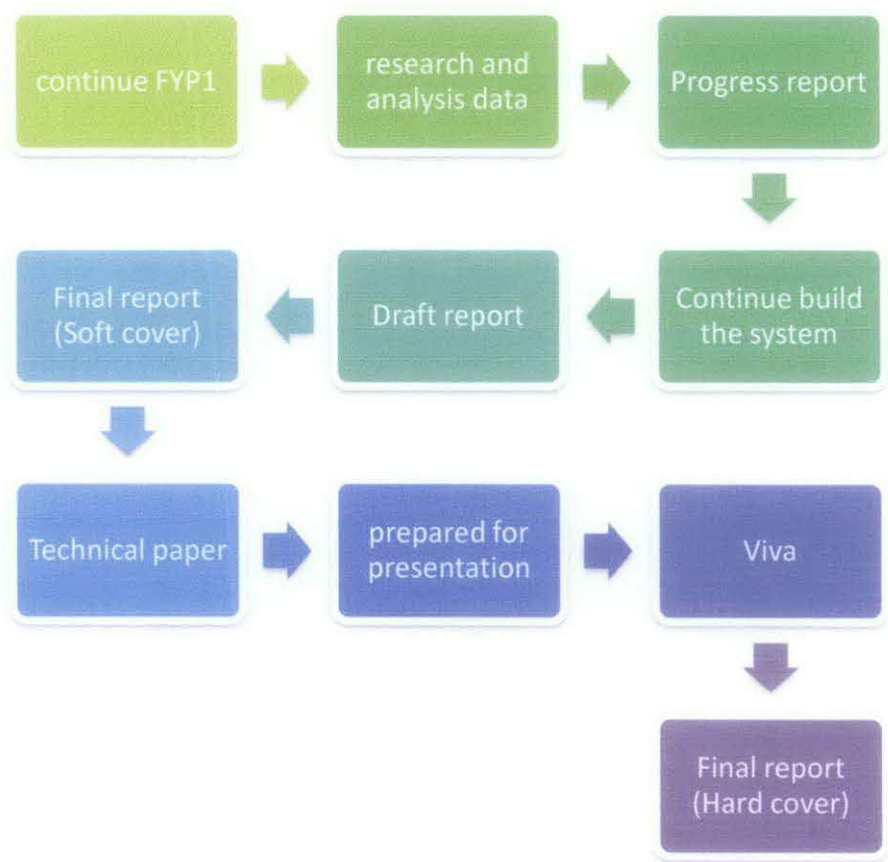 continue FYP1
research and
analysis data
Progress report
Continue build
the system
Draft report
Final report
(Soft cover)
Technical paper
prepared for
presentation
Viva
Final report
(Hard cover)